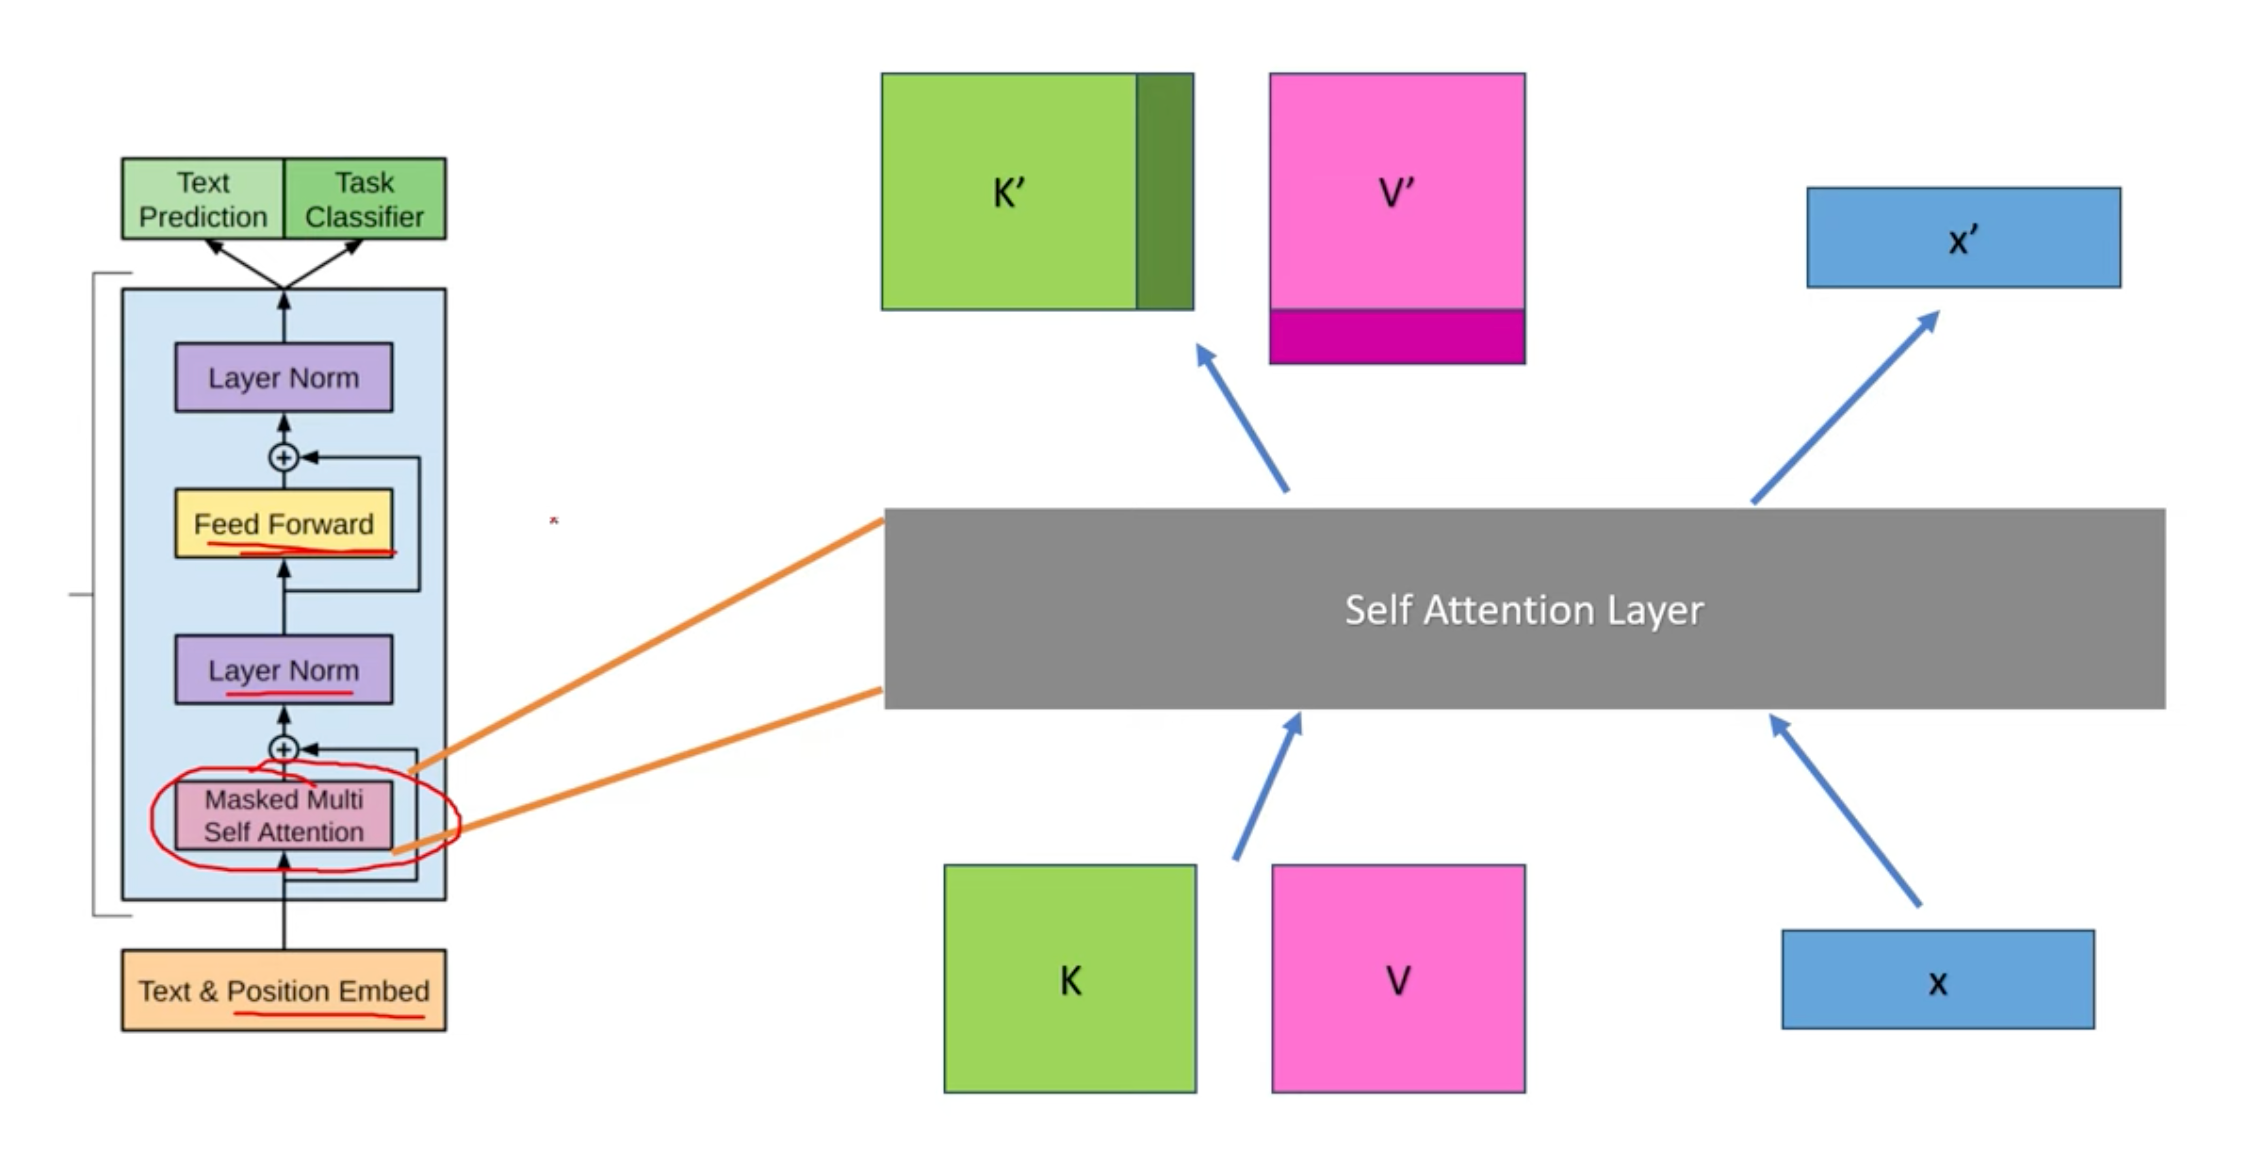 Text
Prediction
Task
Classifier
Layer Norm
Feed Forward
Layer Norm
Masked Multi
Self Attention
Text & Position Embed
K’
V’
x’
Self Attention Layer
K
V
x